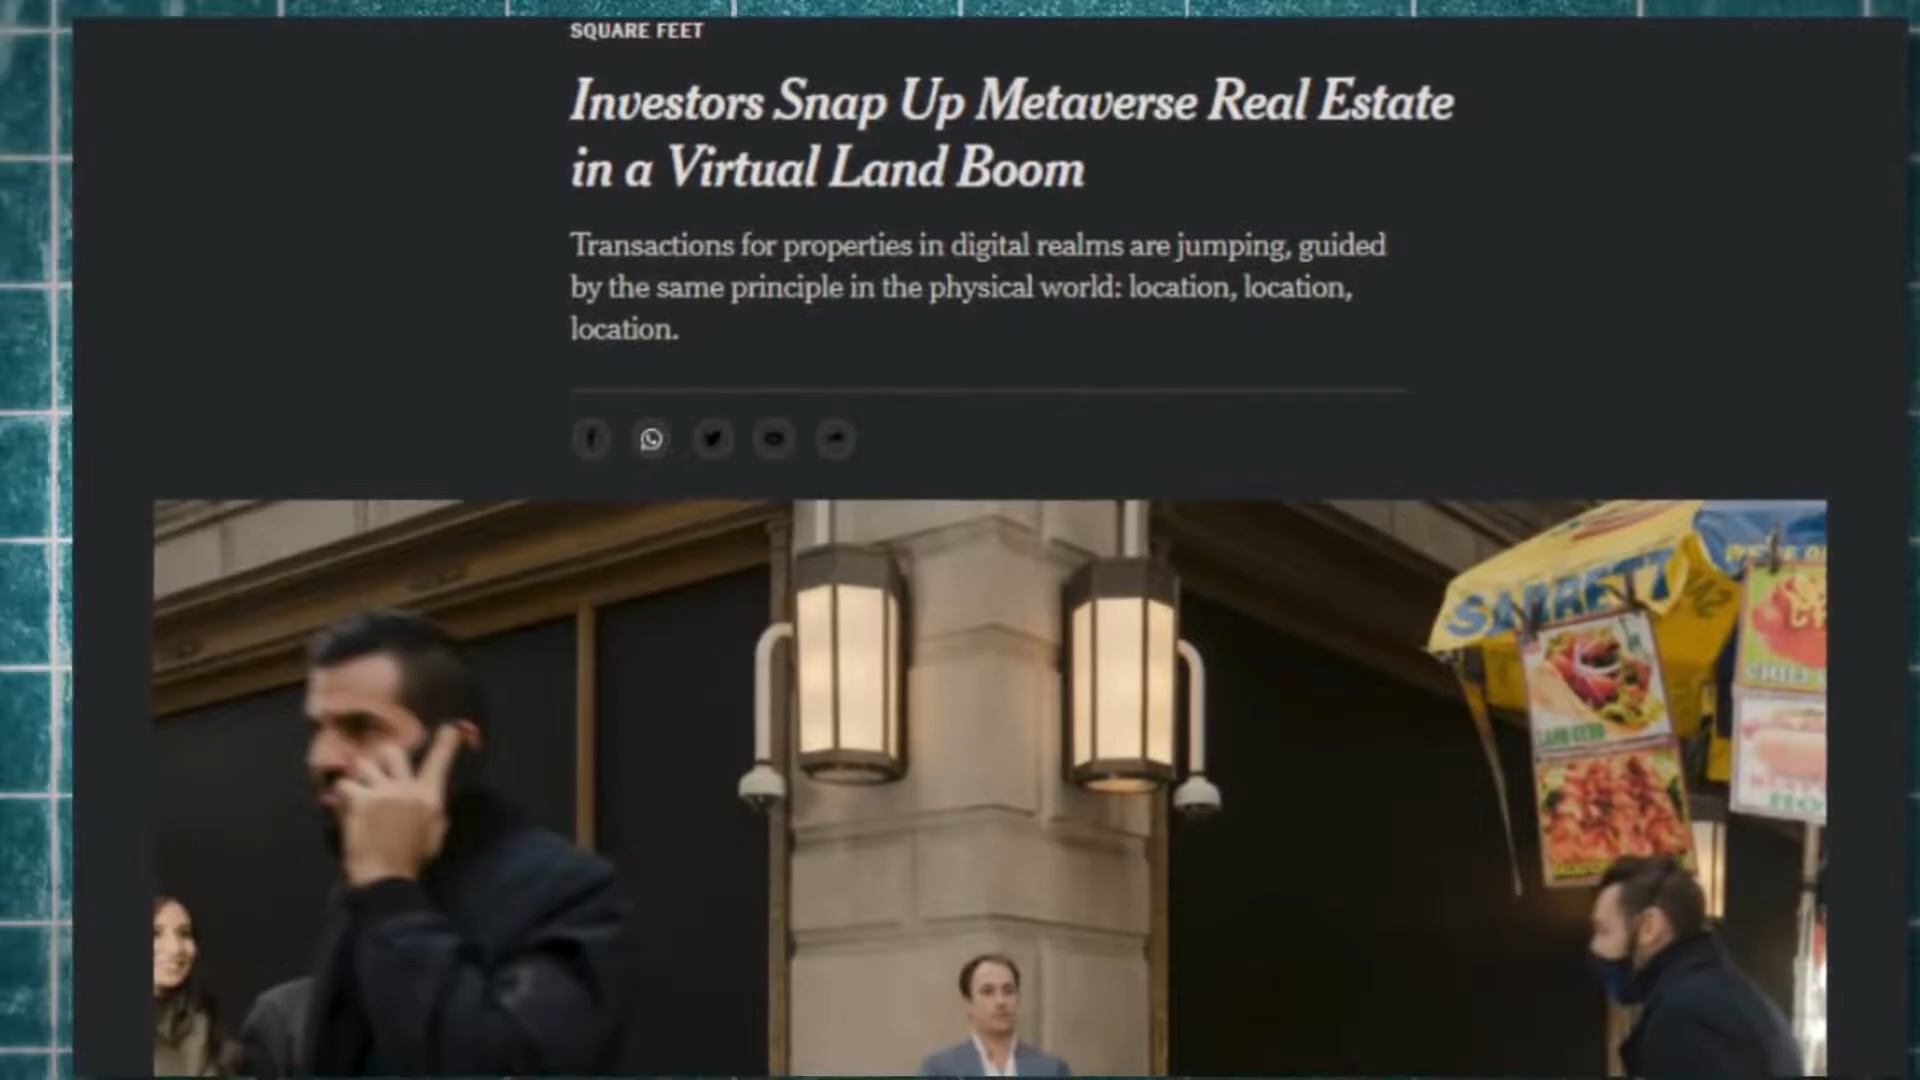 SQUARE FEET
Investors Snap Up Metaverse Real Estate
in a Virtual Land Boom
Transactions for properties in digital realms are jumping, guided
by the same principle in the physical world: location, location,
location.
SABRETT